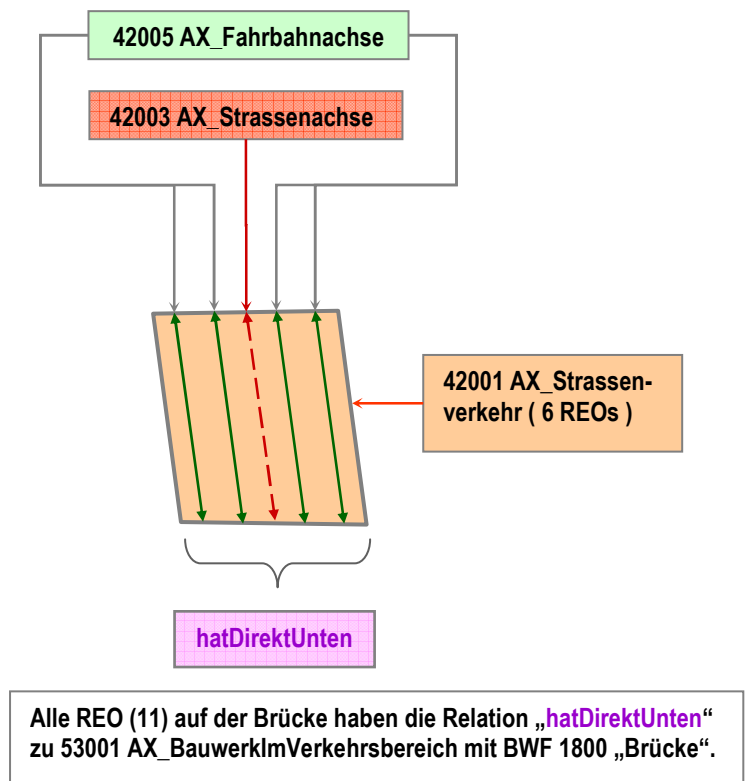 42005 AX_Fahrbahnachse
42003 AX_Strassenachse
42001 AX_Strassen-
verkehr ( 6 REOs )
hatDirektUnten
Alle REO (11) auf der Brücke haben die Relation „hatDirektUnten“
zu 53001 AX_BauwerkImVerkehrsbereich mit BWF 1800 „Brücke“.